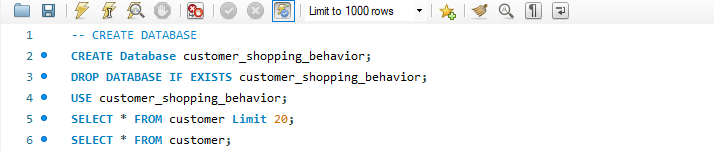 Limit to 1000 rows
1 -- CREATE DATABASE
2 CREATE Database customer_shopping_behavior;
3 DROP DATABASE IF EXISTS customer_shopping_behavior;
4 USE customer_shopping_behavior;
5 SELECT * FROM customer Limit 20;
6 SELECT * FROM customer;